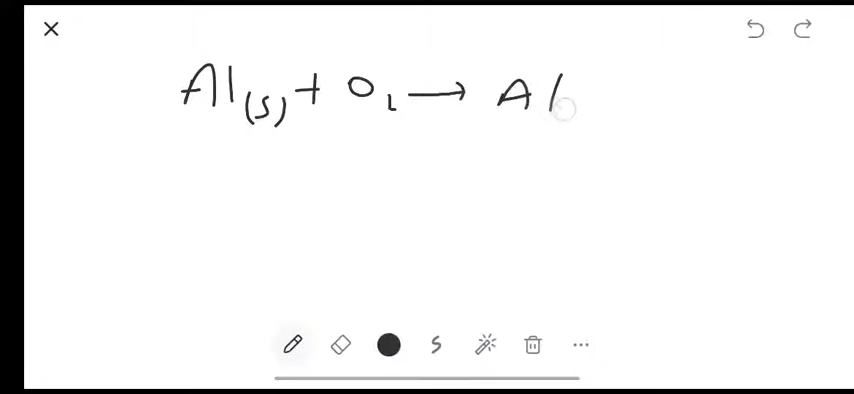 Al(s) + O₂ → Al